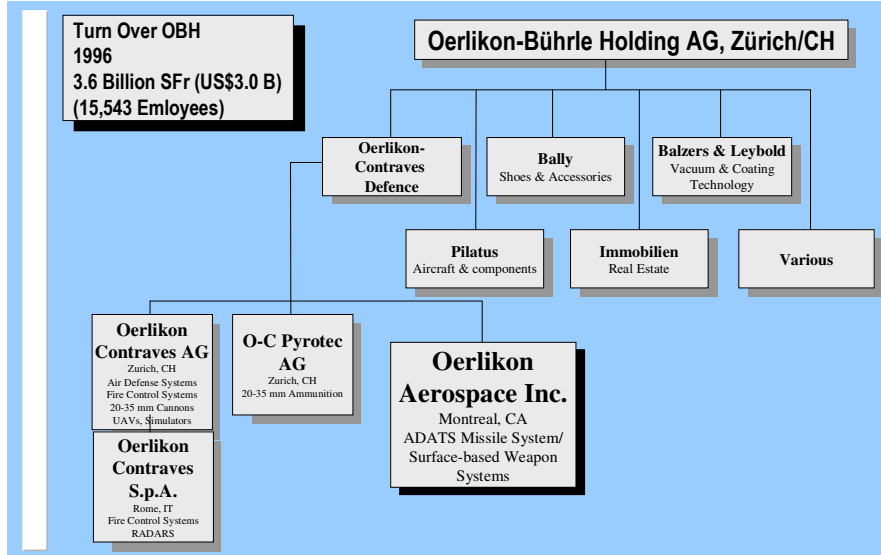 Turn Over OBH
1996
3.6 Billion SFr (US$3.0 B)
(15,543 Emloyees)
Oerlikon-Bührle Holding AG, Zürich/CH
Oerlikon-
Contraves
Defence
Bally
Shoes & Accessories
Balzers & Leybold
Vacuum & Coating
Technology
Pilatus
Aircraft & components
Immobilien
Real Estate
Various
Oerlikon
Contraves AG
Zurich, CH
Air Defense Systems
Fire Control Systems
20-35 mm Cannons
UAVs, Simulators
O-C Pyrotec
AG
Zurich, CH
20-35 mm Ammunition
Oerlikon
Aerospace Inc.
Montreal, CA
ADATS Missile System/
Surface-based Weapon
Systems
Oerlikon
Contraves
S.p.A.
Rome, IT
Fire Control Systems
RADARS